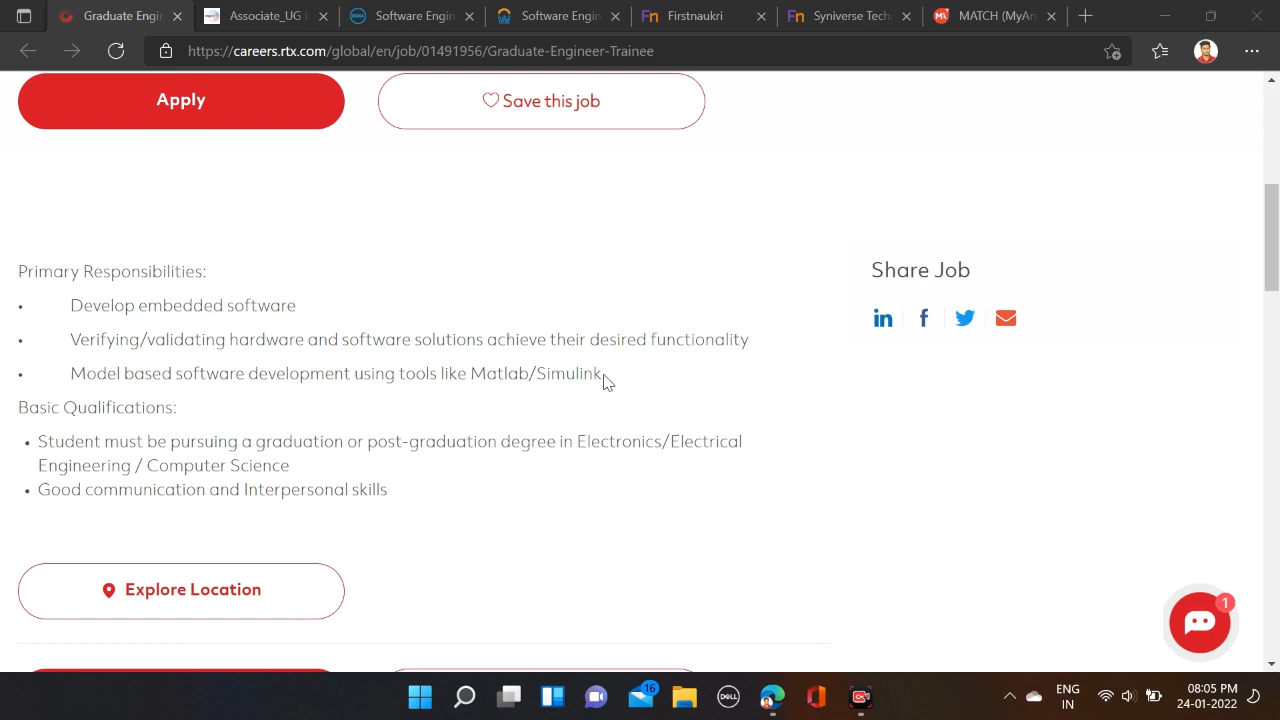 Graduate Engin
Associate_UG E
Software Engin
Software Engin
Firstnaukri
Syniverse Tech
MATCH (MyAn
https://careers.rtx.com/global/en/job/01491956/Graduate-Engineer-Trainee
Apply
Save this job
Primary Responsibilities:
• Develop embedded software
• Verifying/validating hardware and software solutions achieve their desired functionality
• Model based software development using tools like Matlab/Simulink
Basic Qualifications:
• Student must be pursuing a graduation or post-graduation degree in Electronics/Electrical
Engineering / Computer Science
• Good communication and Interpersonal skills
Share Job
Explore Location
1
16
DELL
ENG
IN
08:05 PM
24-01-2022